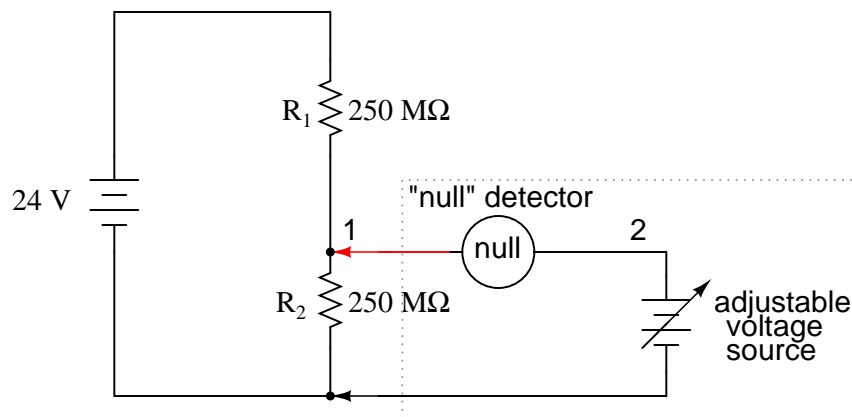 R1 250 MΩ
24 V
"null" detector
1
null
2
R2 250 MΩ
adjustable
voltage
source